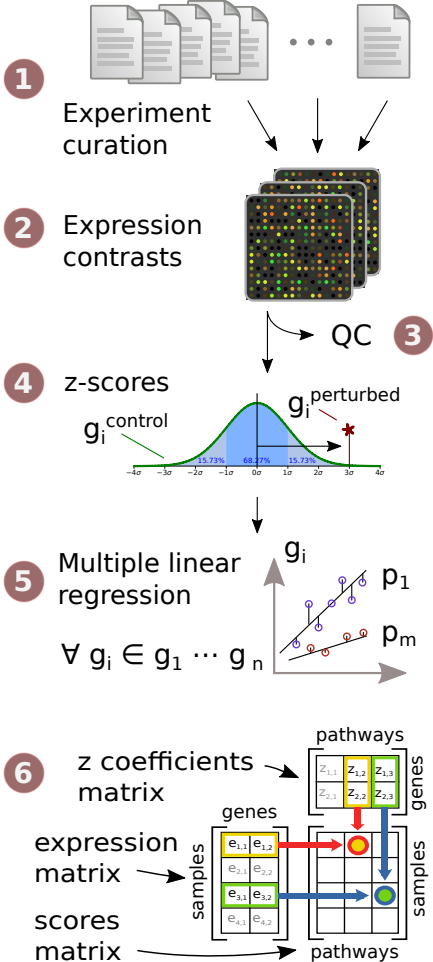 1
Experiment
curation
2
Expression
contrasts
QC
3
4
z-scores
g_i^control
g_i^perturbed
15.73%
68.27%
15.73%
−4σ
−3σ
−2σ
−1σ
0σ
1σ
2σ
3σ
4σ
5
Multiple linear
regression
∀ g_i ∈ g_1 ⋯ g_n
g_i
p_1
p_m
6
z coefficients
matrix
pathways
z_1,1 z_1,2 z_1,3
z_2,1 z_2,2 z_2,3
genes
genes
expression
matrix
samples
e_1,1 e_1,2
e_2,1 e_2,2
e_3,1 e_3,2
e_4,1 e_4,2
samples
scores
matrix
pathways